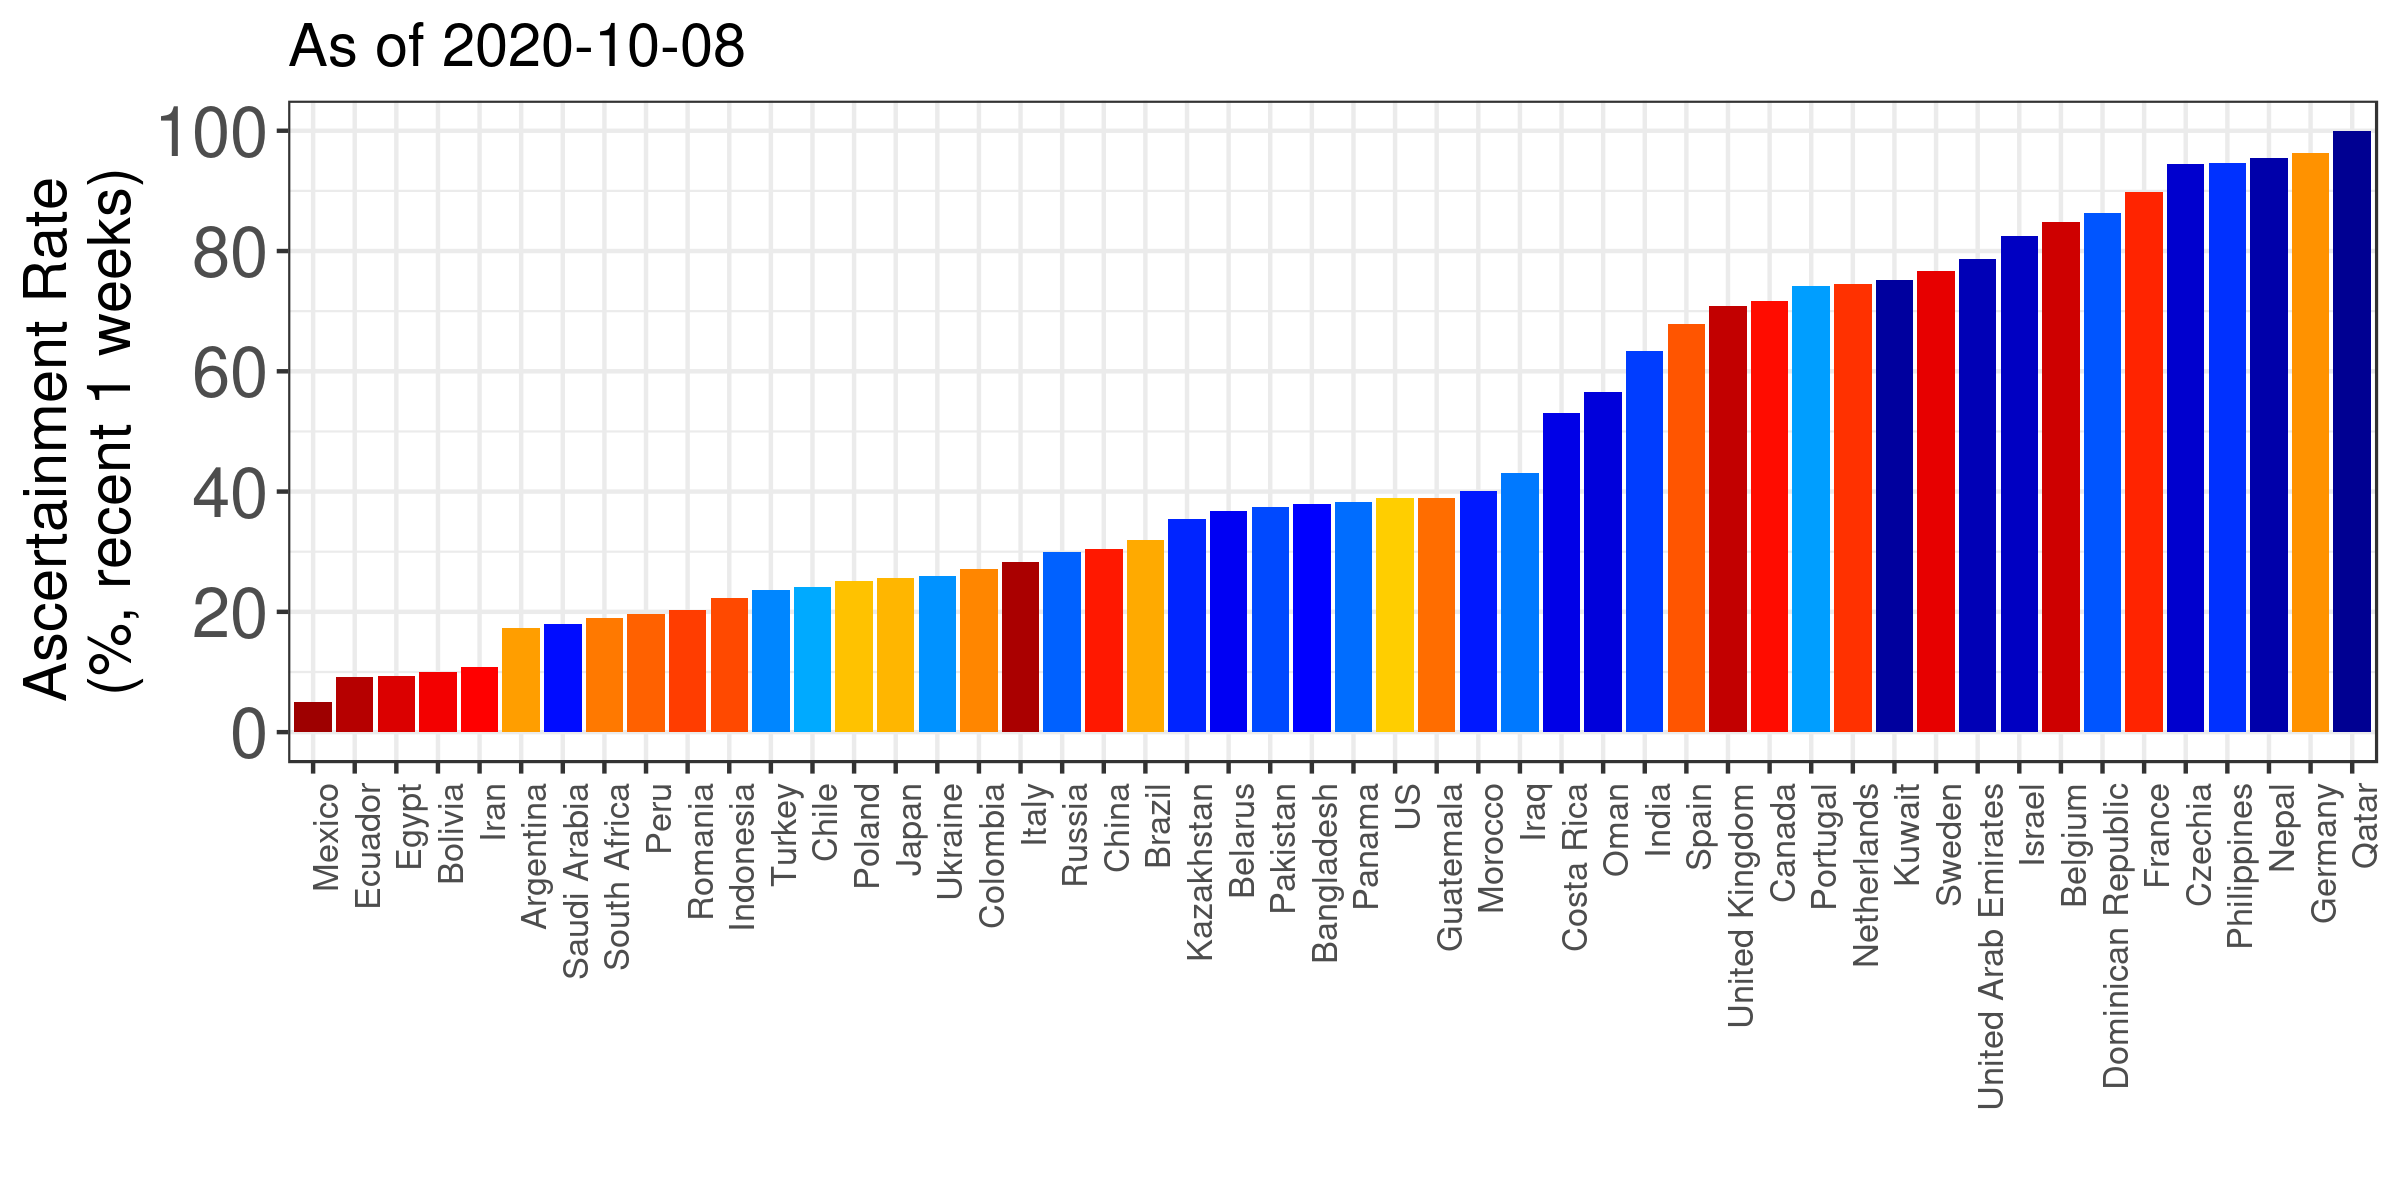 As of 2020-10-08
Ascertainment Rate
(%, recent 1 weeks)
100
80
60
40
20
0
Mexico
Ecuador
Egypt
Bolivia
Iran
Argentina
Saudi Arabia
South Africa
Peru
Romania
Indonesia
Turkey
Chile
Poland
Japan
Ukraine
Colombia
Italy
Russia
China
Brazil
Kazakhstan
Belarus
Pakistan
Bangladesh
Panama
US
Guatemala
Morocco
Iraq
Costa Rica
Oman
India
Spain
United Kingdom
Canada
Portugal
Netherlands
Kuwait
Sweden
United Arab Emirates
Israel
Belgium
Dominican Republic
France
Czechia
Philippines
Nepal
Germany
Qatar